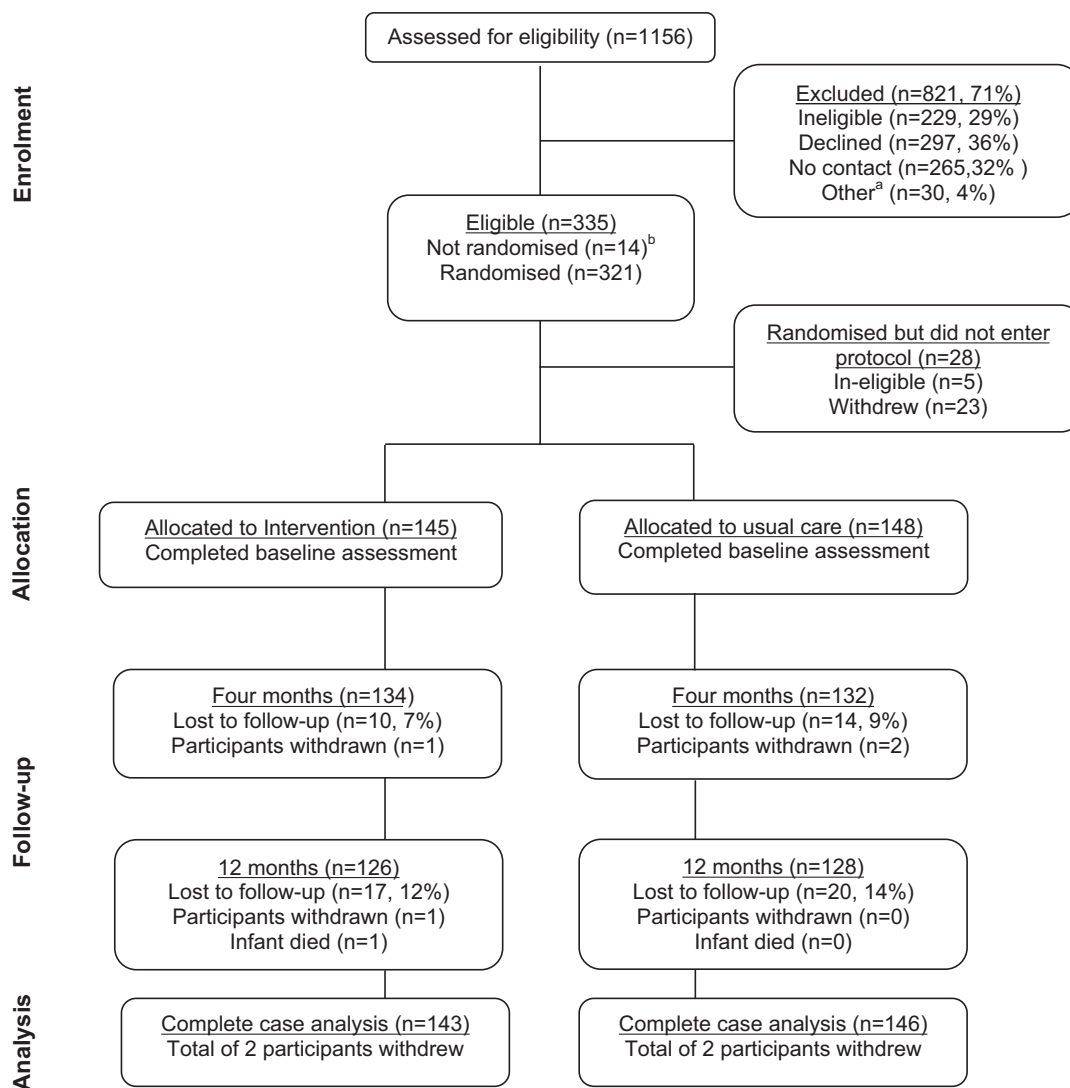 Assessed for eligibility (n=1156)
Enrolment
Excluded (n=821, 71%)
Ineligible (n=229, 29%)
Declined (n=297, 36%)
No contact (n=265,32% )
Otherᵃ (n=30, 4%)
Eligible (n=335)
Not randomised (n=14)ᵇ
Randomised (n=321)
Randomised but did not enter
protocol (n=28)
In-eligible (n=5)
Withdrew (n=23)
Allocation
Allocated to Intervention (n=145)
Completed baseline assessment
Allocated to usual care (n=148)
Completed baseline assessment
Follow-up
Four months (n=134)
Lost to follow-up (n=10, 7%)
Participants withdrawn (n=1)
Four months (n=132)
Lost to follow-up (n=14, 9%)
Participants withdrawn (n=2)
12 months (n=126)
Lost to follow-up (n=17, 12%)
Participants withdrawn (n=1)
Infant died (n=1)
12 months (n=128)
Lost to follow-up (n=20, 14%)
Participants withdrawn (n=0)
Infant died (n=0)
Analysis
Complete case analysis (n=143)
Total of 2 participants withdrew
Complete case analysis (n=146)
Total of 2 participants withdrew